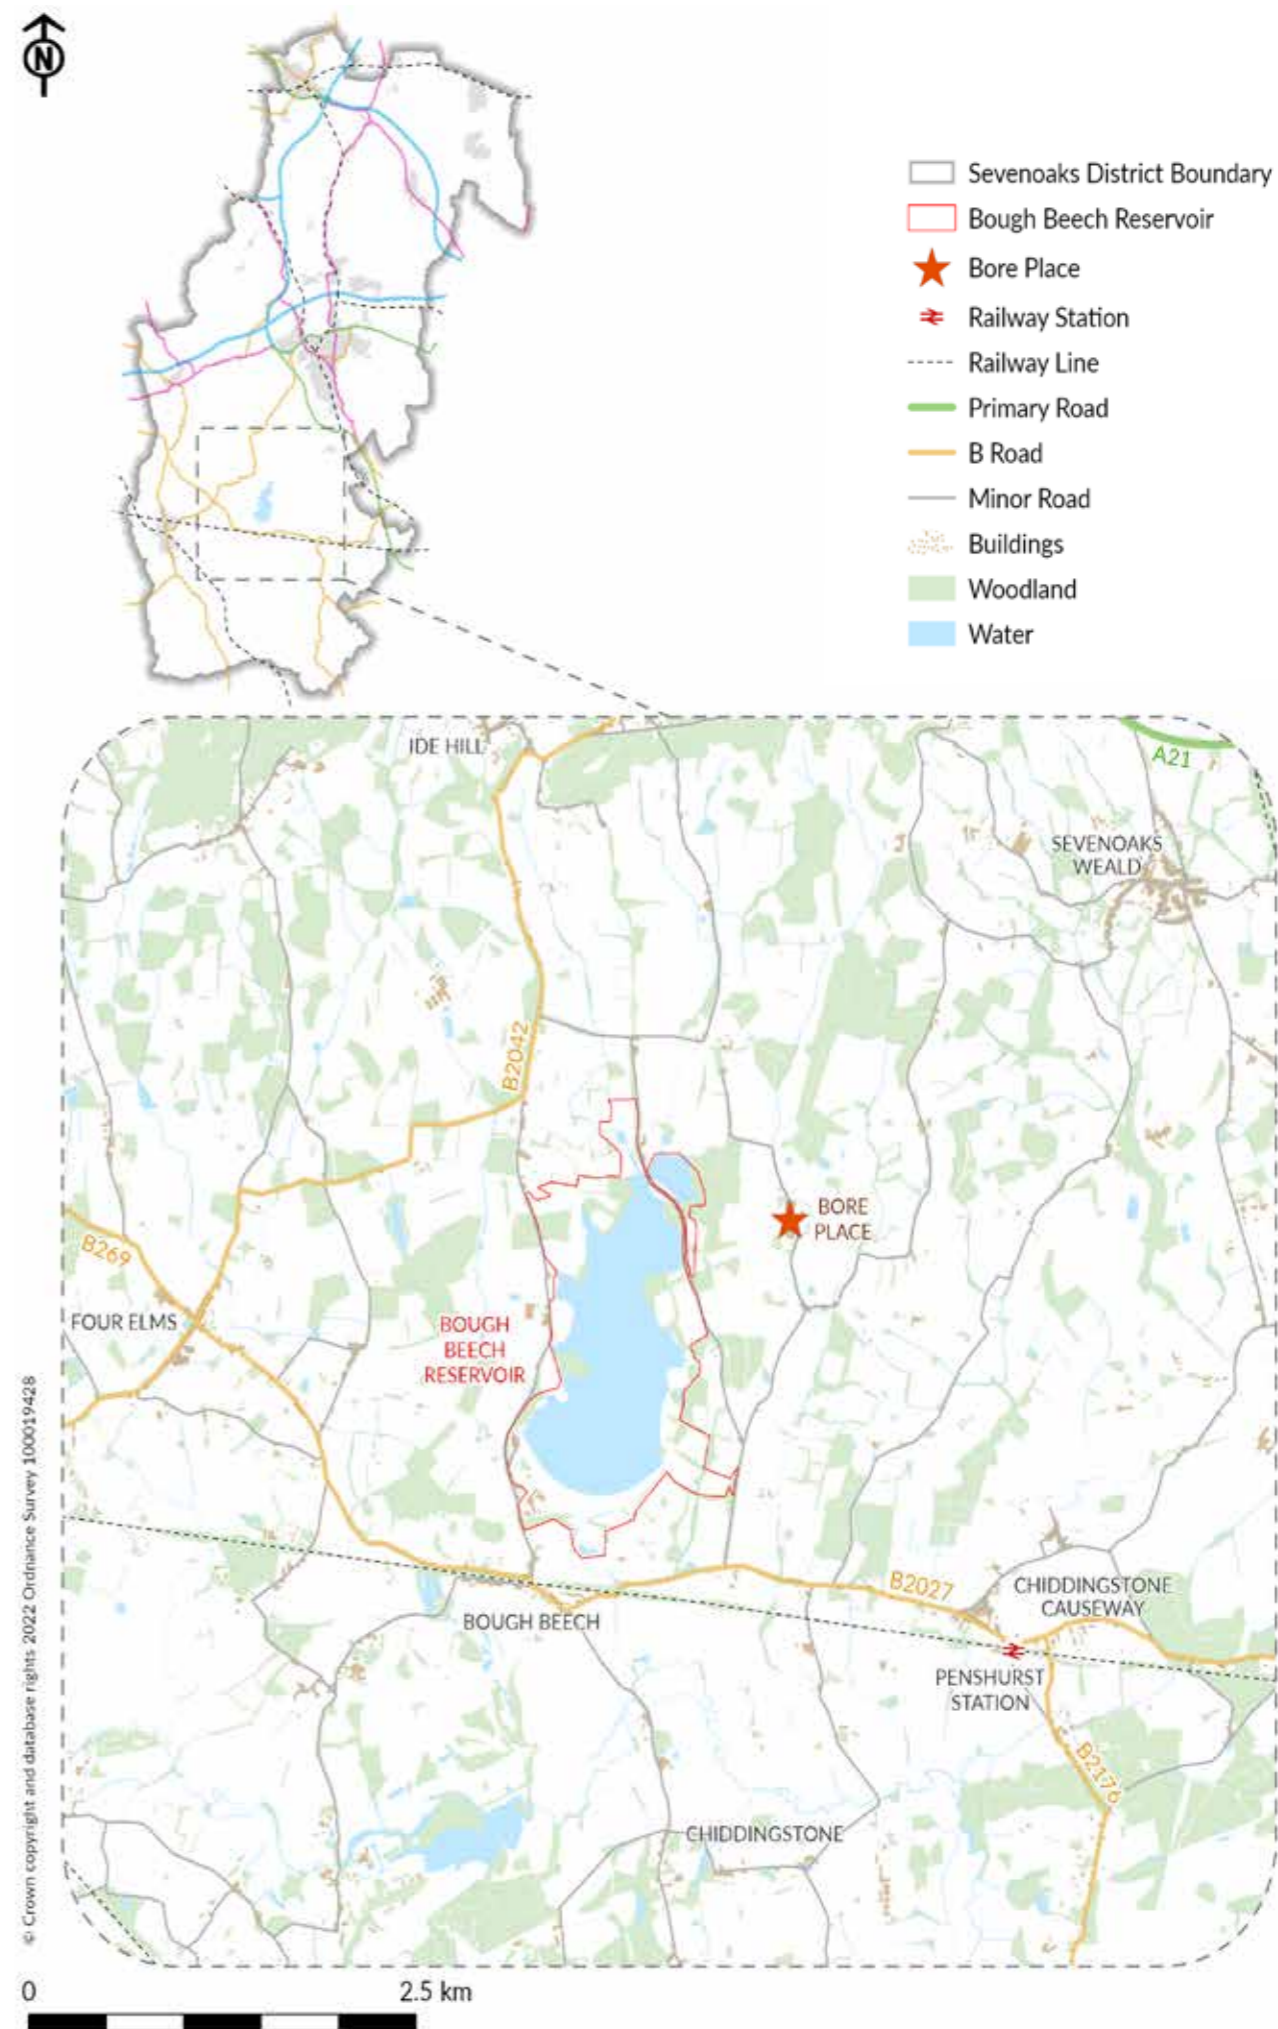 N
Sevenoaks District Boundary
Bough Beech Reservoir
Bore Place
Railway Station
Railway Line
Primary Road
B Road
Minor Road
Buildings
Woodland
Water
IDE HILL
A21
SEVENOAKS
WEALD
B2042
BORE
PLACE
B269
FOUR ELMS
BOUGH
BEECH
RESERVOIR
B2027
CHIDDINGSTONE
CAUSEWAY
BOUGH BEECH
PENSHURST
STATION
B2176
CHIDDINGSTONE
© Crown copyright and database rights 2022 Ordnance Survey 100019428
0
2.5 km